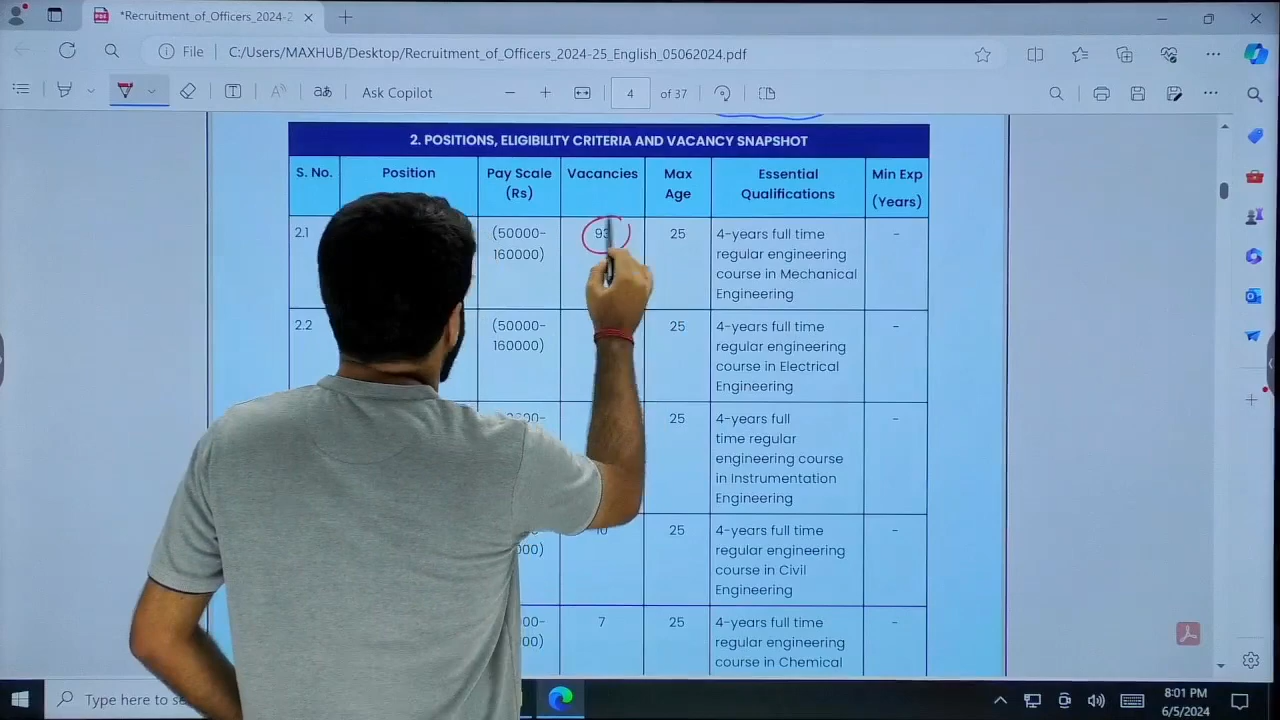 *Recruitment_of_Officers_2024-2
File
C:/Users/MAXHUB/Desktop/Recruitment_of_Officers_2024-25_English_05062024.pdf
Ask Copilot
4 of 37
2. POSITIONS, ELIGIBILITY CRITERIA AND VACANCY SNAPSHOT
S. No. Position Pay Scale (Rs) Vacancies Max Age Essential Qualifications Min Exp (Years)
2.1 (50000- 93 25 4-years full time -
160000) regular engineering
course in Mechanical
Engineering
2.2 (50000- 25 4-years full time -
160000) regular engineering
course in Electrical
Engineering
25 4-years full -
time regular
engineering course
in Instrumentation
Engineering
10 25 4-years full time -
regular engineering
course in Civil
Engineering
7 25 4-years full time -
regular engineering
course in Chemical
Type here to se
8:01 PM
6/5/2024